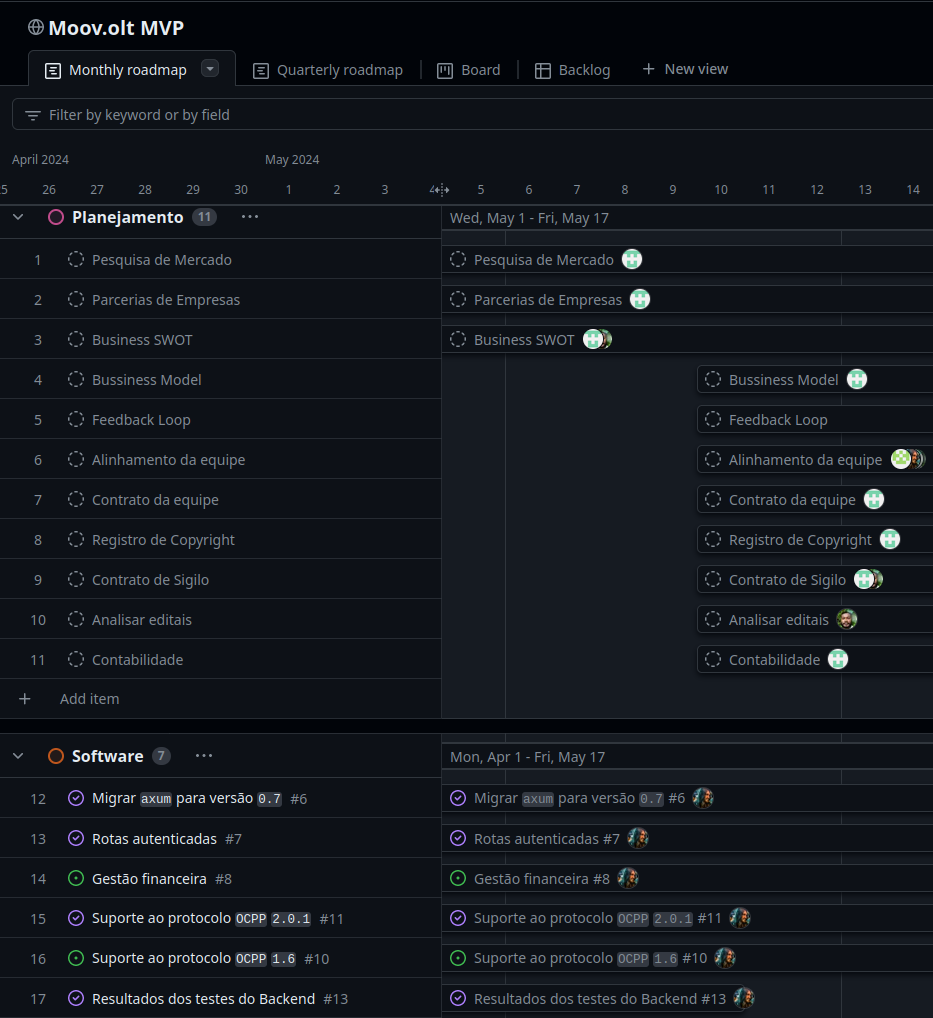 Moov.olt MVP
Monthly roadmap Quarterly roadmap Board Backlog + New view
Filter by keyword or by field
April 2024 May 2024
25 26 27 28 29 30 1 2 3 4 5 6 7 8 9 10 11 12 13 14
Planejamento 11 ... Wed, May 1 - Fri, May 17
1 Pesquisa de Mercado Pesquisa de Mercado
2 Parcerias de Empresas Parcerias de Empresas
3 Business SWOT Business SWOT
4 Bussiness Model Bussiness Model
5 Feedback Loop Feedback Loop
6 Alinhamento da equipe Alinhamento da equipe
7 Contrato da equipe Contrato da equipe
8 Registro de Copyright Registro de Copyright
9 Contrato de Sigilo Contrato de Sigilo
10 Analisar editais Analisar editais
11 Contabilidade Contabilidade
+ Add item
Software 7 ... Mon, Apr 1 - Fri, May 17
12 Migrar axum para versão 0.7 #6 Migrar axum para versão 0.7 #6
13 Rotas autenticadas #7 Rotas autenticadas #7
14 Gestão financeira #8 Gestão financeira #8
15 Suporte ao protocolo OCPP 2.0.1 #11 Suporte ao protocolo OCPP 2.0.1 #11
16 Suporte ao protocolo OCPP 1.6 #10 Suporte ao protocolo OCPP 1.6 #10
17 Resultados dos testes do Backend #13 Resultados dos testes do Backend #13